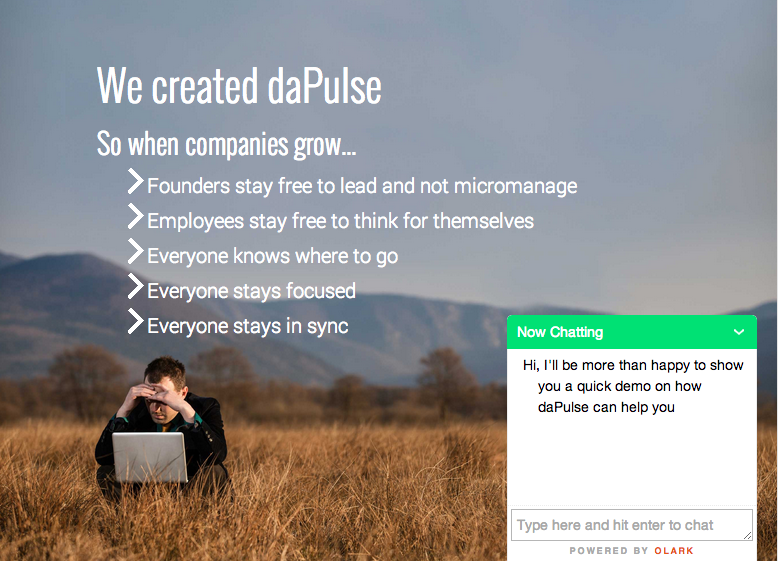 We created daPulse
So when companies grow...
Founders stay free to lead and not micromanage
Employees stay free to think for themselves
Everyone knows where to go
Everyone stays focused
Everyone stays in sync
Now Chatting
Hi, I'll be more than happy to show
you a quick demo on how
daPulse can help you
Type here and hit enter to chat
POWERED BY OLARK